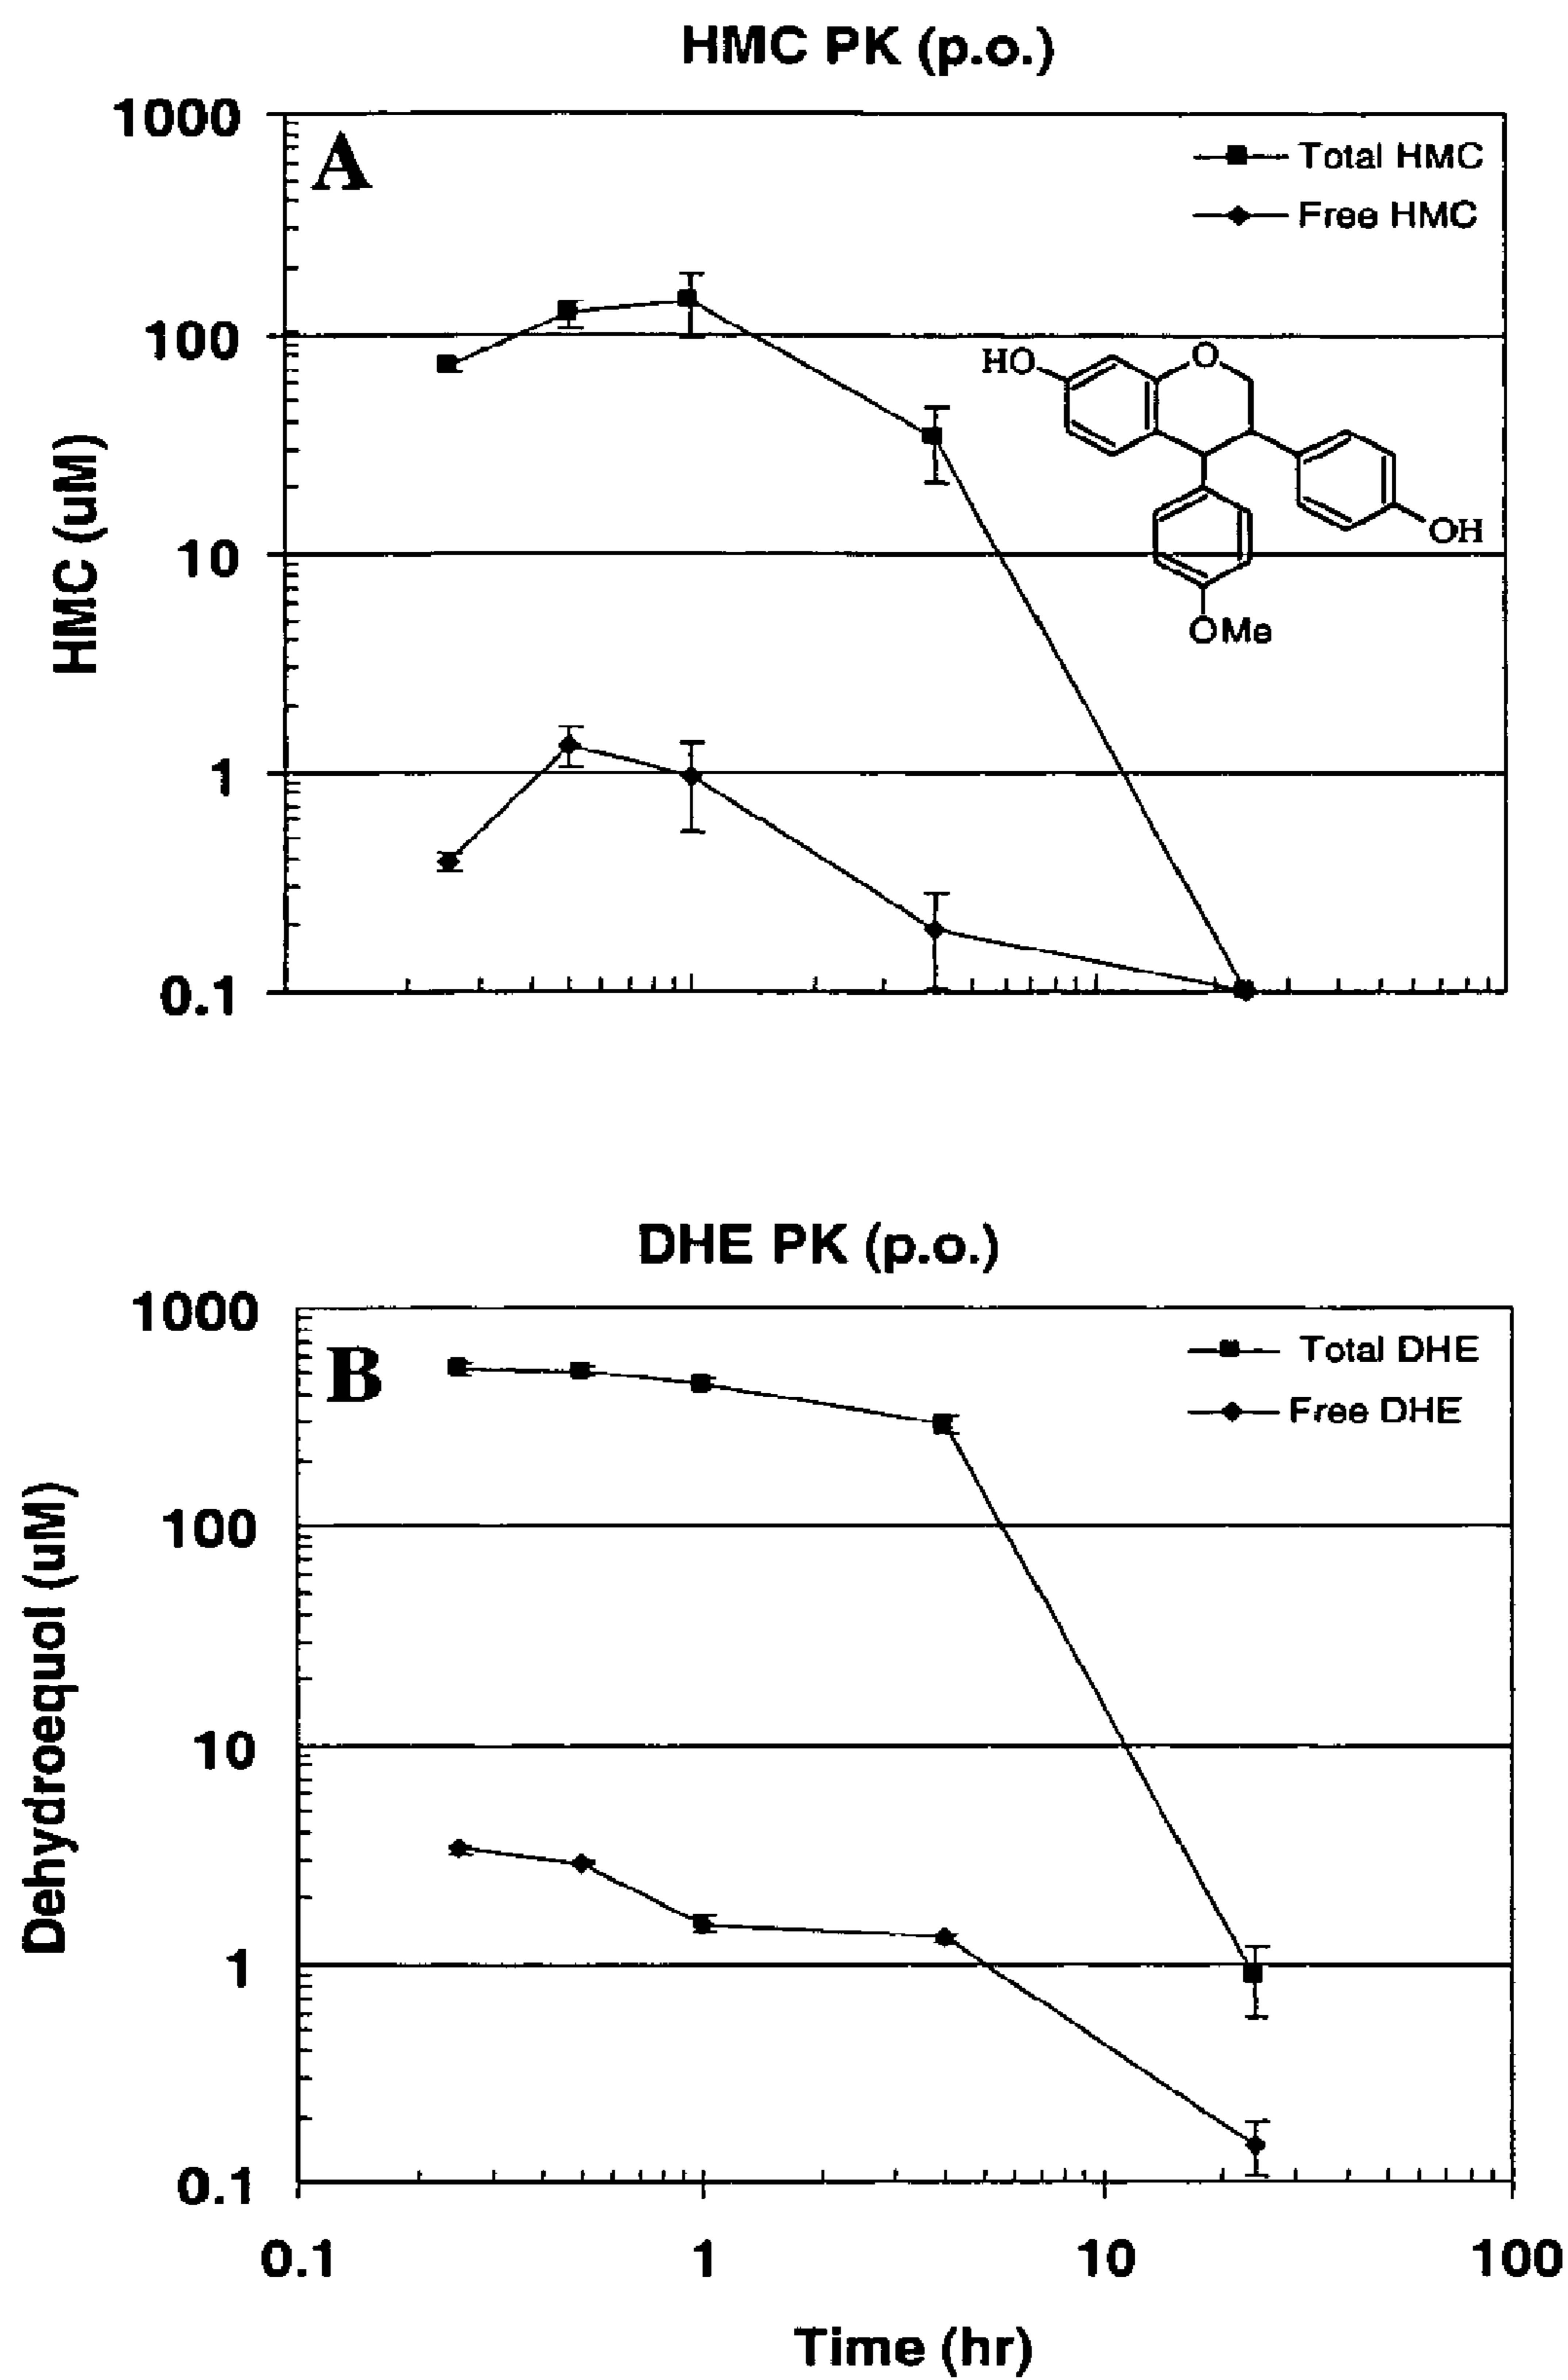 HMC PK (p.o.)
1000
A
Total HMC
Free HMC
100
HO
O
OH
OMe
10
1
0.1
HMC (uM)
DHE PK (p.o.)
1000
B
Total DHE
Free DHE
100
10
1
0.1
Dehydroequol (uM)
0.1 1 10 100
Time (hr)